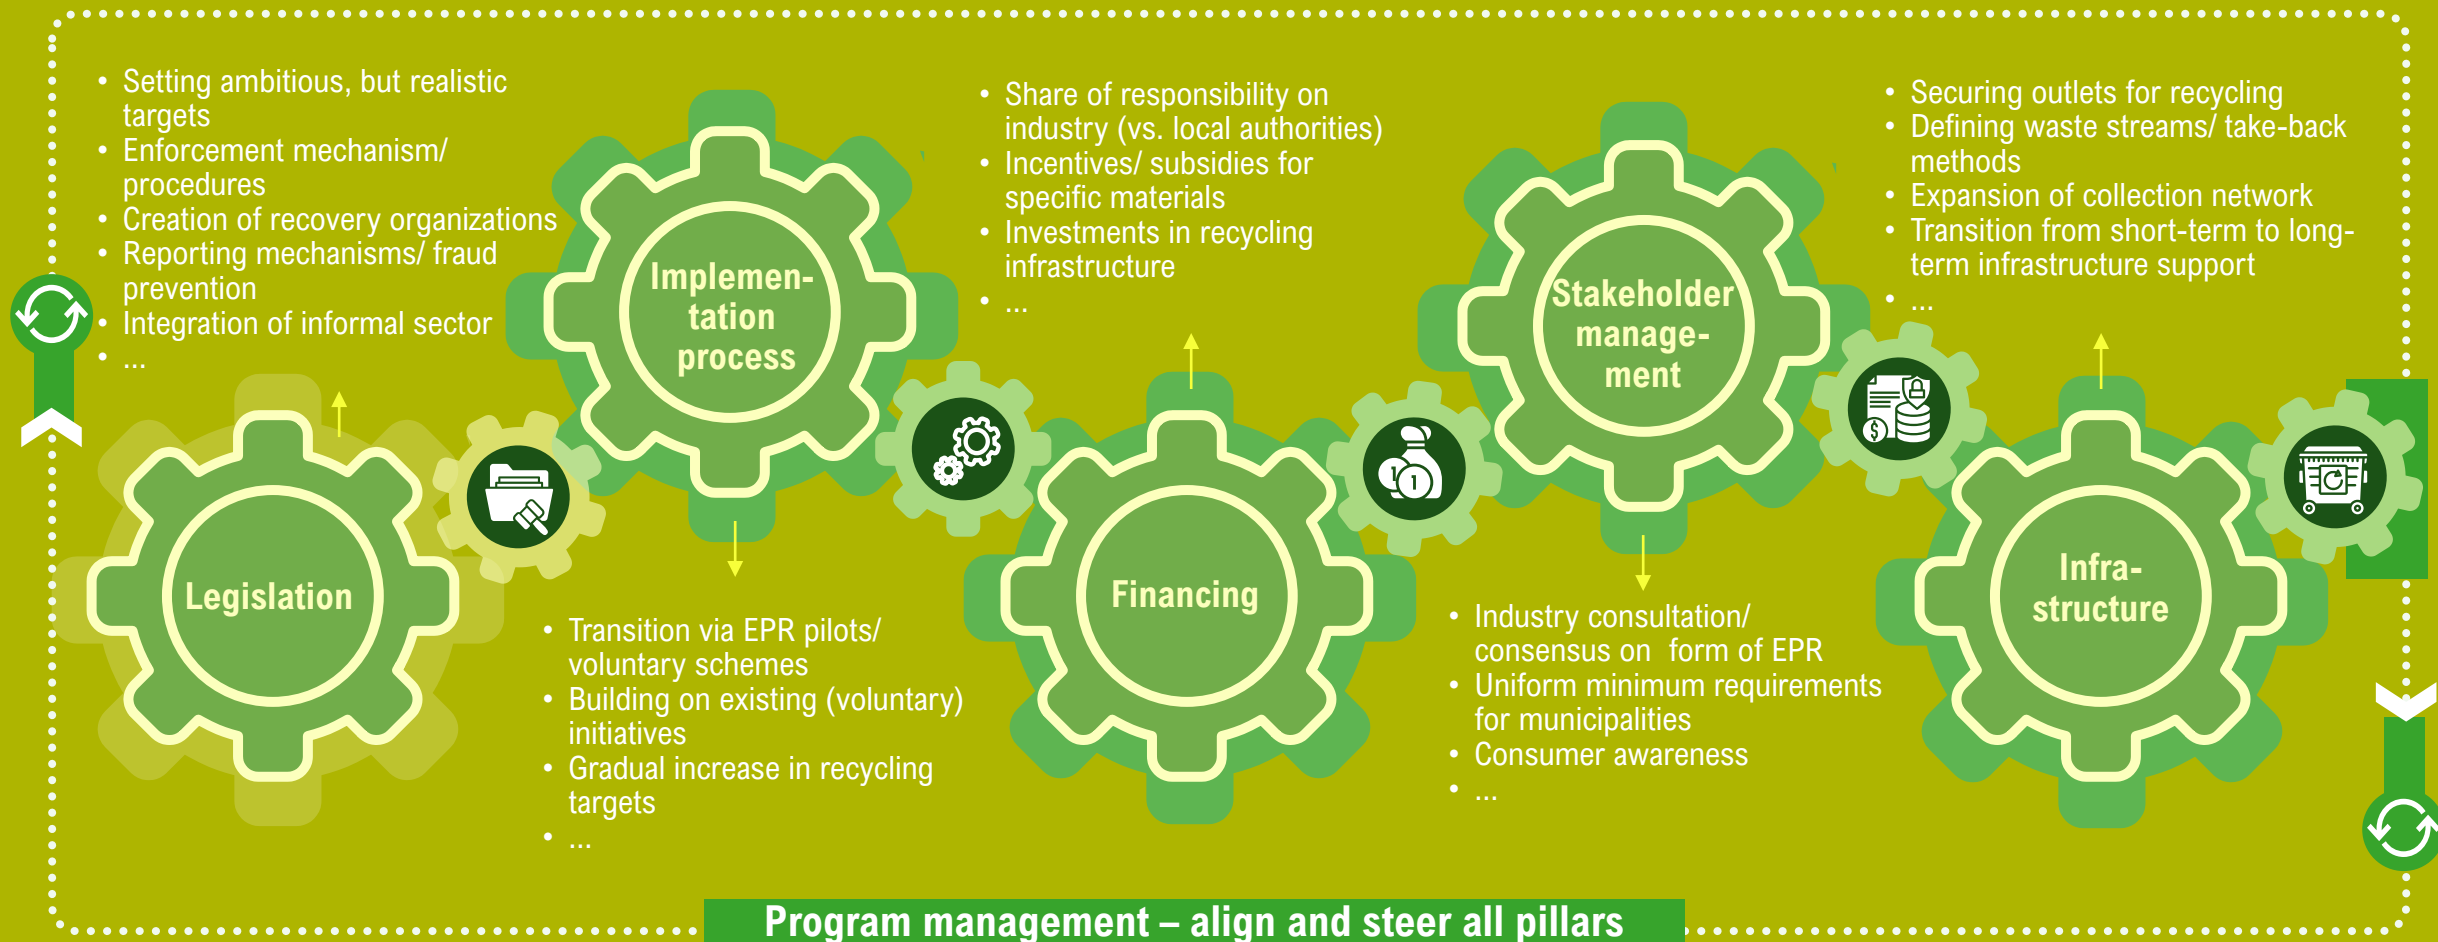 • Setting ambitious, but realistic
targets
• Enforcement mechanism/
procedures
• Creation of recovery organizations
• Reporting mechanisms/ fraud
prevention
• Integration of informal sector
• ...
Legislation
Implemen-
tation
process
• Transition via EPR pilots/
voluntary schemes
• Building on existing (voluntary)
initiatives
• Gradual increase in recycling
targets
• ...
• Share of responsibility on
industry (vs. local authorities)
• Incentives/ subsidies for
specific materials
• Investments in recycling
infrastructure
• ...
Financing
1 1
Stakeholder
manage-
ment
• Industry consultation/
consensus on form of EPR
• Uniform minimum requirements
for municipalities
• Consumer awareness
• ...
$
• Securing outlets for recycling
• Defining waste streams/ take-back
methods
• Expansion of collection network
• Transition from short-term to long-
term infrastructure support
• ...
Infra-
structure
Program management – align and steer all pillars